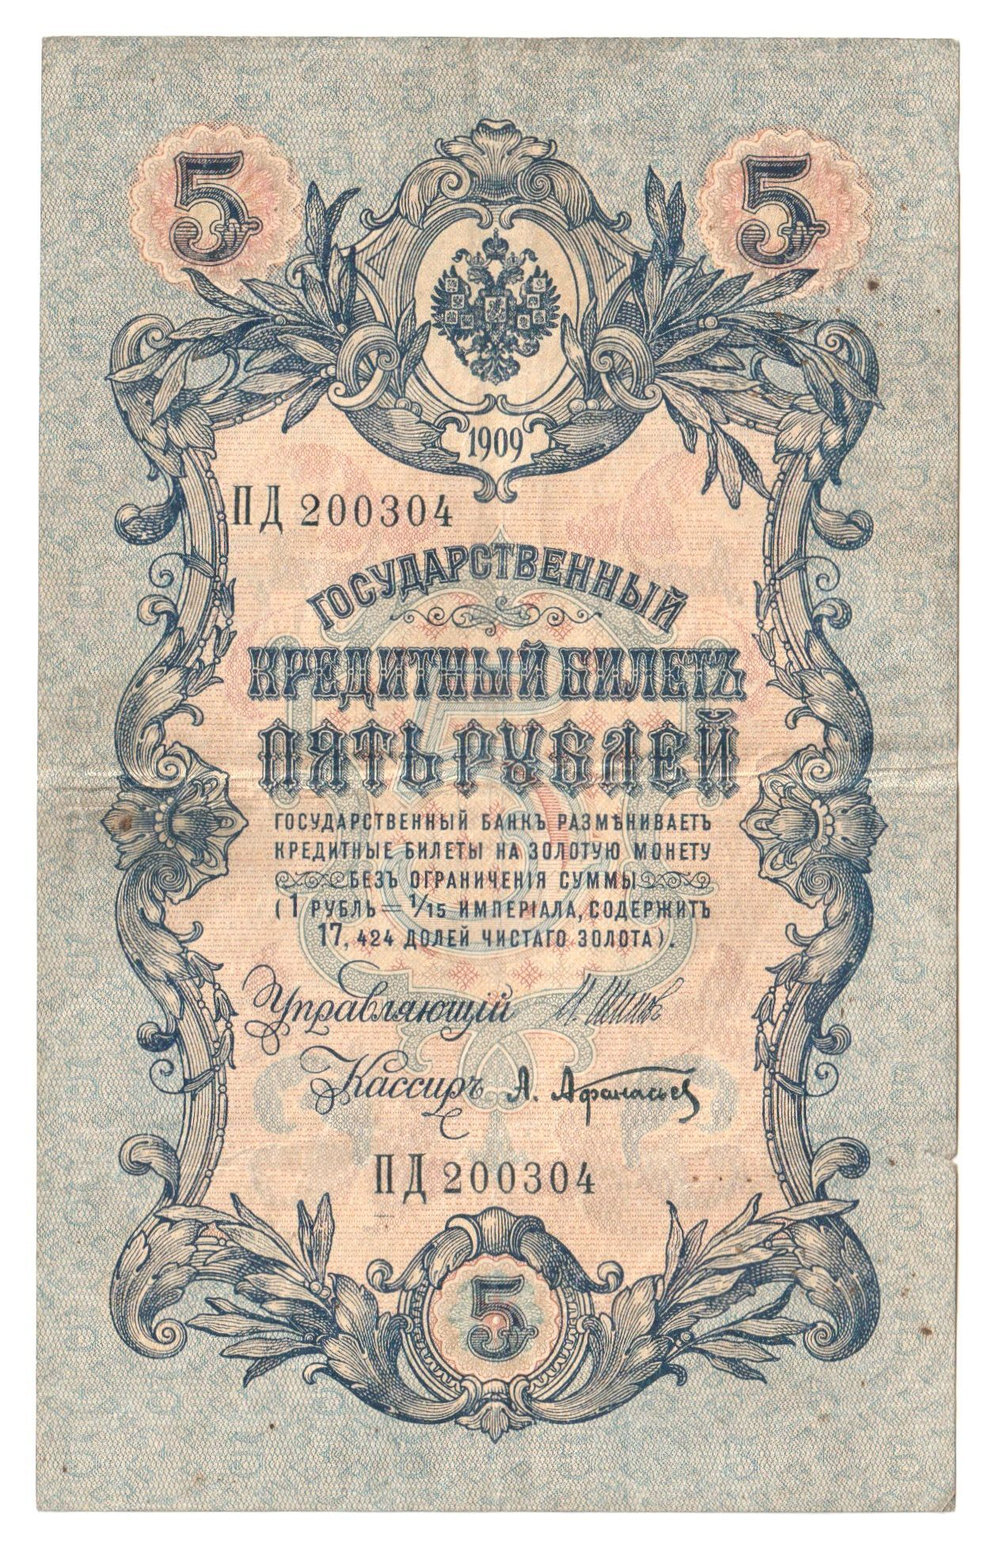 5 5
1909
ПД 200304
ГОСУДАРСТВЕННЫЙ
КРЕДИТНЫЙ БИЛЕТЪ
ПЯТЬ РУБЛЕЙ
ГОСУДАРСТВЕННЫЙ БАНКЪ РАЗМѢНИВАЕТЪ
КРЕДИТНЫЕ БИЛЕТЫ НА ЗОЛОТУЮ МОНЕТУ
БЕЗЪ ОГРАНИЧЕНІЯ СУММЫ
(1 РУБЛЬ = 1/15 ИМПЕРІАЛА, СОДЕРЖИТЪ
17,424 ДОЛЕЙ ЧИСТАГО ЗОЛОТА).
Управляющій И. Шиповъ
Кассиръ А. Афанасьев
ПД 200304
5